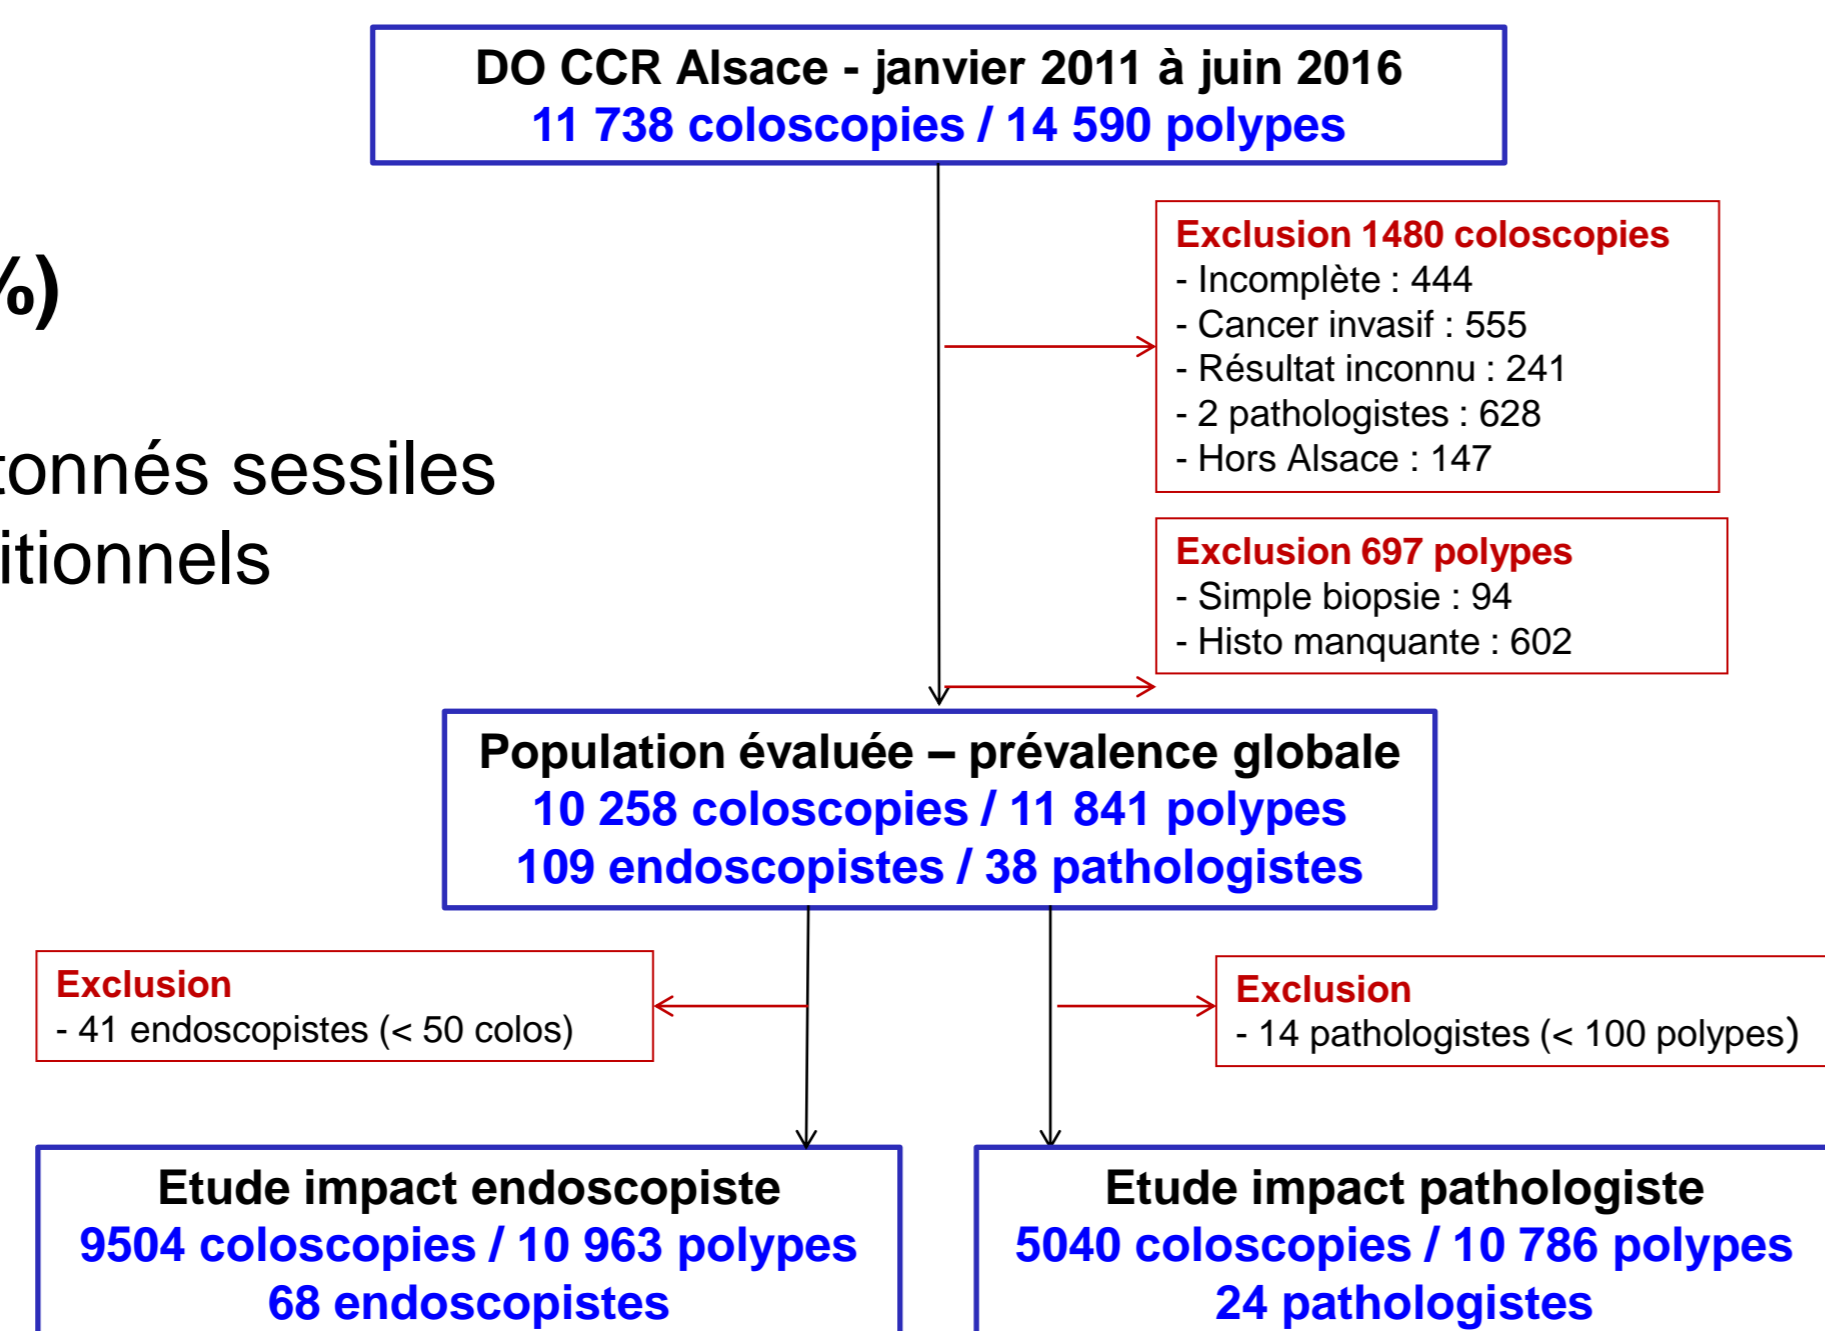 DO CCR Alsace - janvier 2011 à juin 2016
11 738 coloscopies / 14 590 polypes
Exclusion 1480 coloscopies
- Incomplète : 444
- Cancer invasif : 555
- Résultat inconnu : 241
- 2 pathologistes : 628
- Hors Alsace : 147
%)
tonnés sessiles
itionnels
Exclusion 697 polypes
- Simple biopsie : 94
- Histo manquante : 602
Population évaluée – prévalence globale
10 258 coloscopies / 11 841 polypes
109 endoscopistes / 38 pathologistes
Exclusion
- 41 endoscopistes (< 50 colos)
Exclusion
- 14 pathologistes (< 100 polypes)
Etude impact endoscopiste
9504 coloscopies / 10 963 polypes
68 endoscopistes
Etude impact pathologiste
5040 coloscopies / 10 786 polypes
24 pathologistes